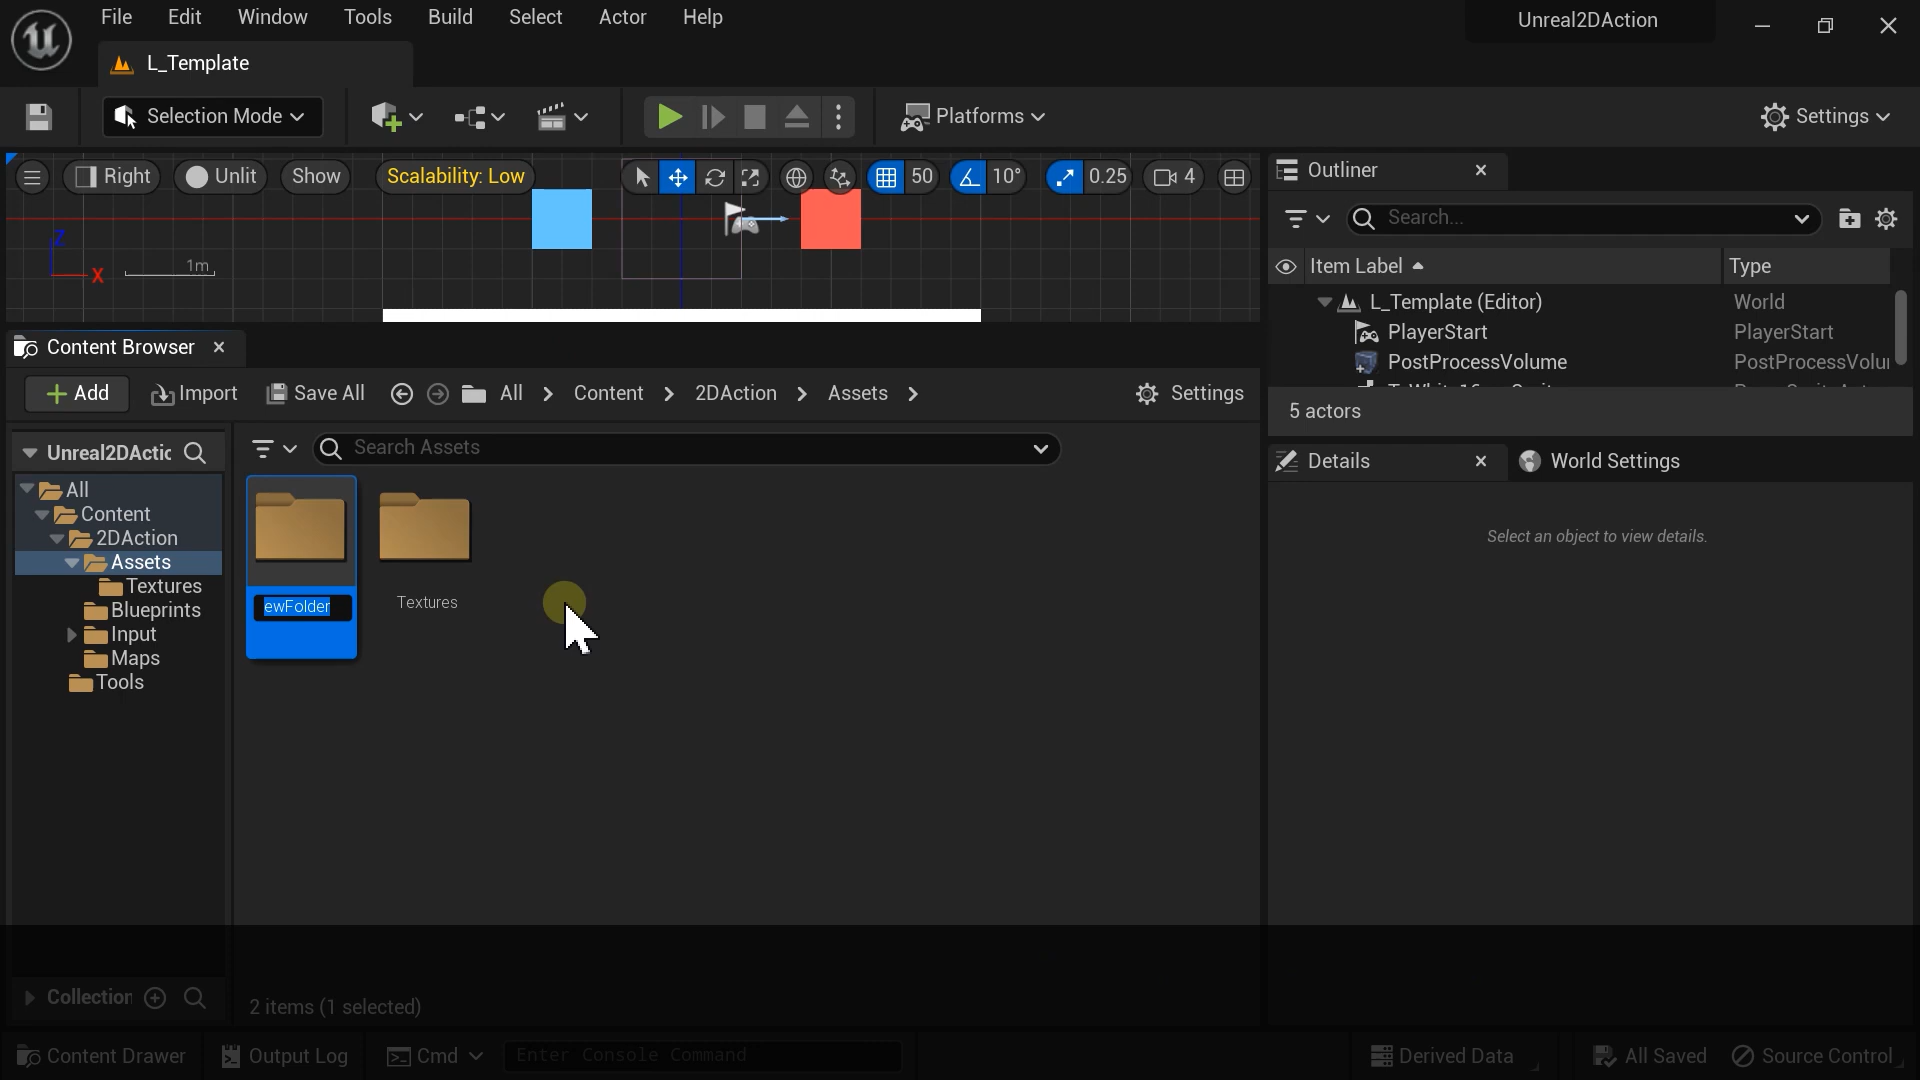 File Edit Window Tools Build Select Actor Help
Unreal2DAction
L_Template
Selection Mode
Platforms
Settings
Right Unlit Show Scalability: Low 50 10° 0.25 4
Z
X
1m
Outliner
Search...
Item Label Type
L_Template (Editor) World
PlayerStart PlayerStart
PostProcessVolume PostProcessVolu
5 actors
Content Browser
Add Import Save All All Content 2DAction Assets Settings
Details World Settings
Select an object to view details.
Unreal2DActic
Search Assets
All
Content
2DAction
Assets
Textures
Blueprints
Input
Maps
Tools
ewFolder
Textures
Collection
2 items (1 selected)
Content Drawer Output Log Cmd Enter Console Command Derived Data All Saved Source Control